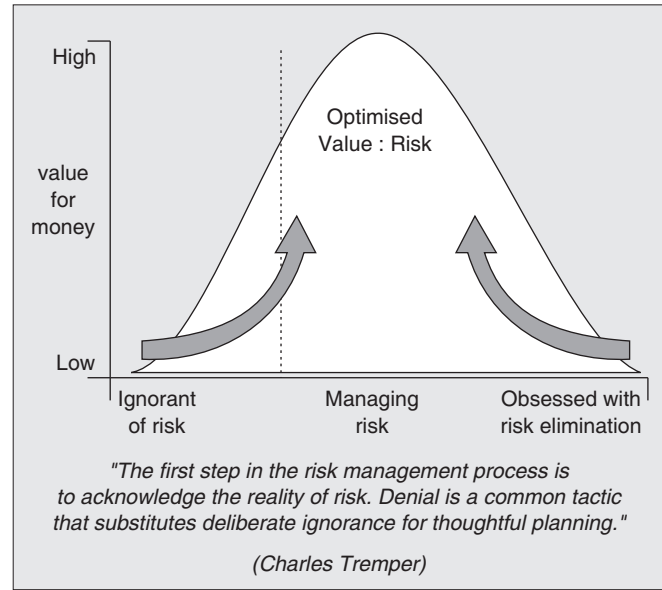 High
Optimised
Value : Risk
value
for
money
Low
Ignorant
of risk
Managing
risk
Obsessed with
risk elimination
"The first step in the risk management process is
to acknowledge the reality of risk. Denial is a common tactic
that substitutes deliberate ignorance for thoughtful planning."
(Charles Tremper)